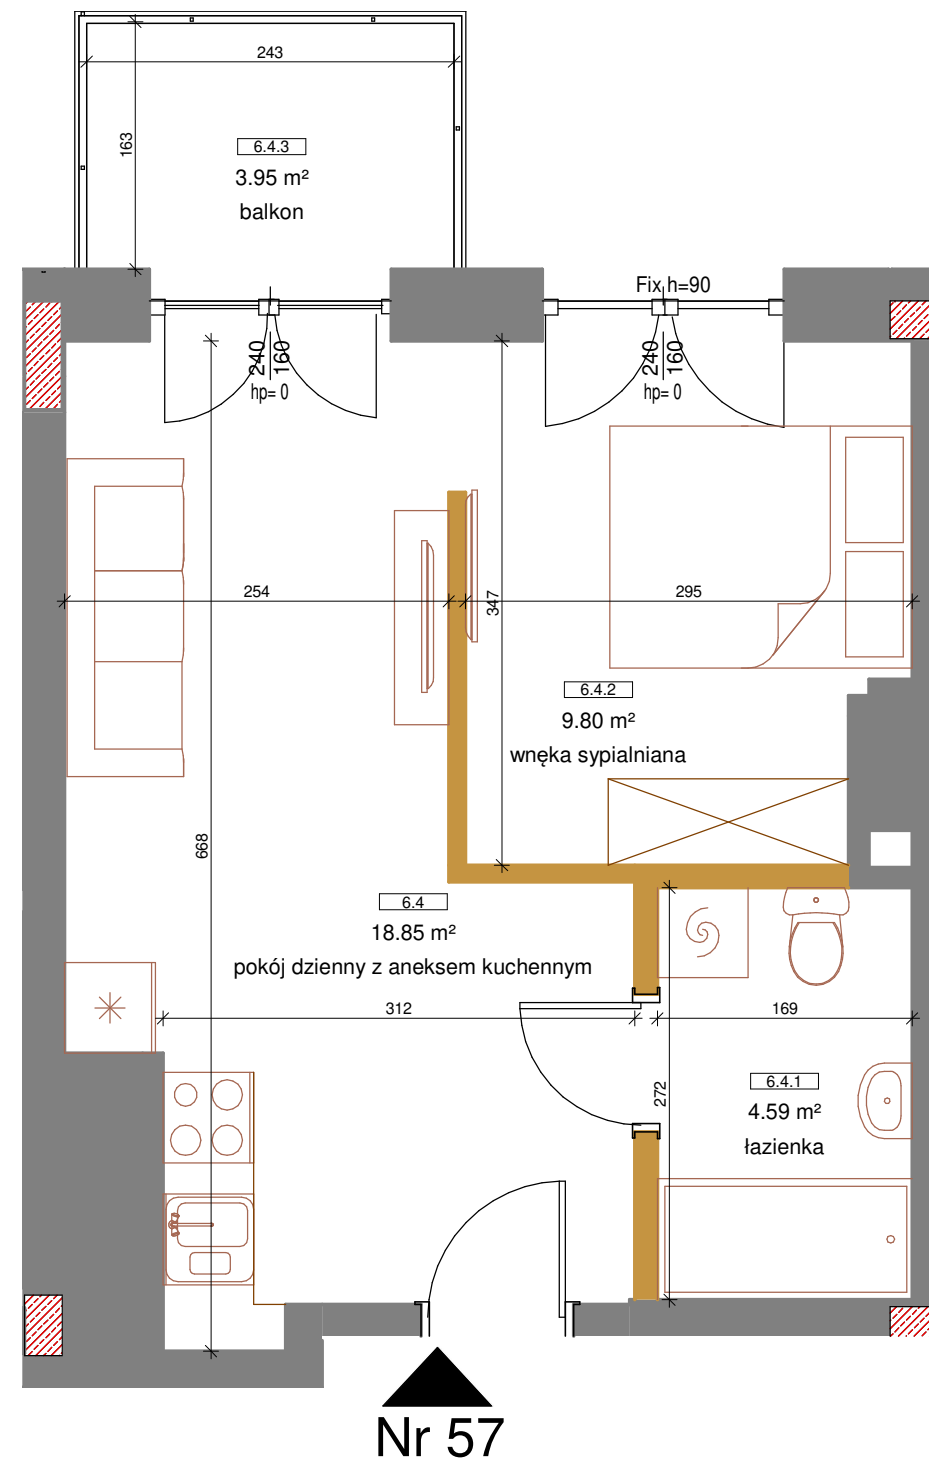 243
163
6.4.3
3.95 m²
balkon
Fix h=90
240
160
hp= 0
240
160
hp= 0
254
347
295
6.4.2
9.80 m²
wnęka sypialniana
668
6.4
18.85 m²
pokój dzienny z aneksem kuchennym
312
169
272
6.4.1
4.59 m²
łazienka
Nr 57